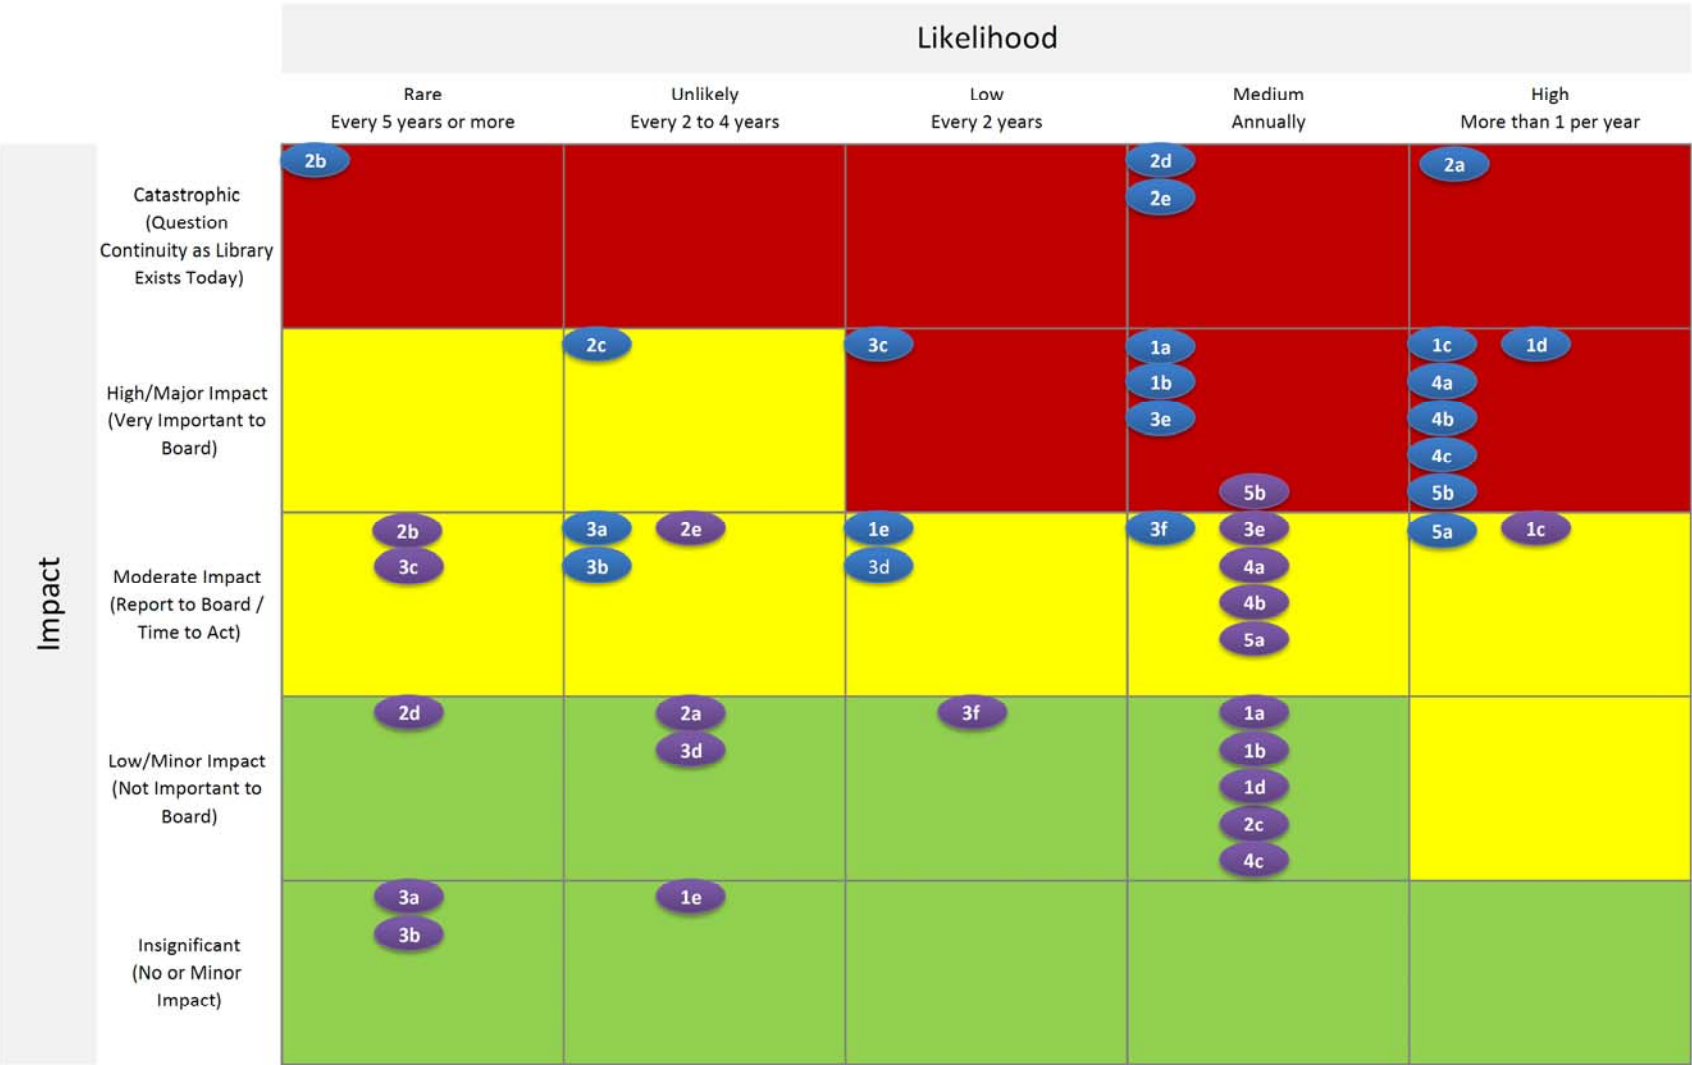 Likelihood
Rare
Every 5 years or more
Unlikely
Every 2 to 4 years
Low
Every 2 years
Medium
Annually
High
More than 1 per year
Impact
Catastrophic
(Question
Continuity as Library
Exists Today)
2b
2d
2e
2a
High/Major Impact
(Very Important to
Board)
2c
3c
1a
1b
3e
5b
1c
1d
4a
4b
4c
5b
Moderate Impact
(Report to Board /
Time to Act)
2b
3c
3a
2e
3b
1e
3d
3f
3e
4a
4b
5a
5a
1c
Low/Minor Impact
(Not Important to
Board)
2d
2a
3d
3f
1a
1b
1d
2c
4c
Insignificant
(No or Minor
Impact)
3a
3b
1e